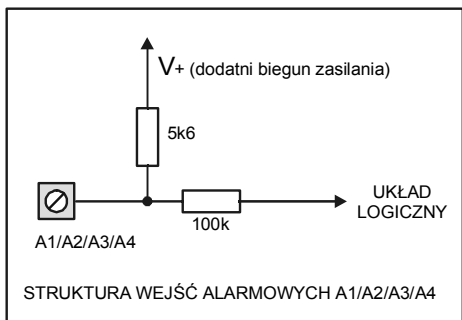 V+ (dodatni biegun zasilania)
5k6
UKŁAD
LOGICZNY
100k
A1/A2/A3/A4
STRUKTURA WEJŚĆ ALARMOWYCH A1/A2/A3/A4